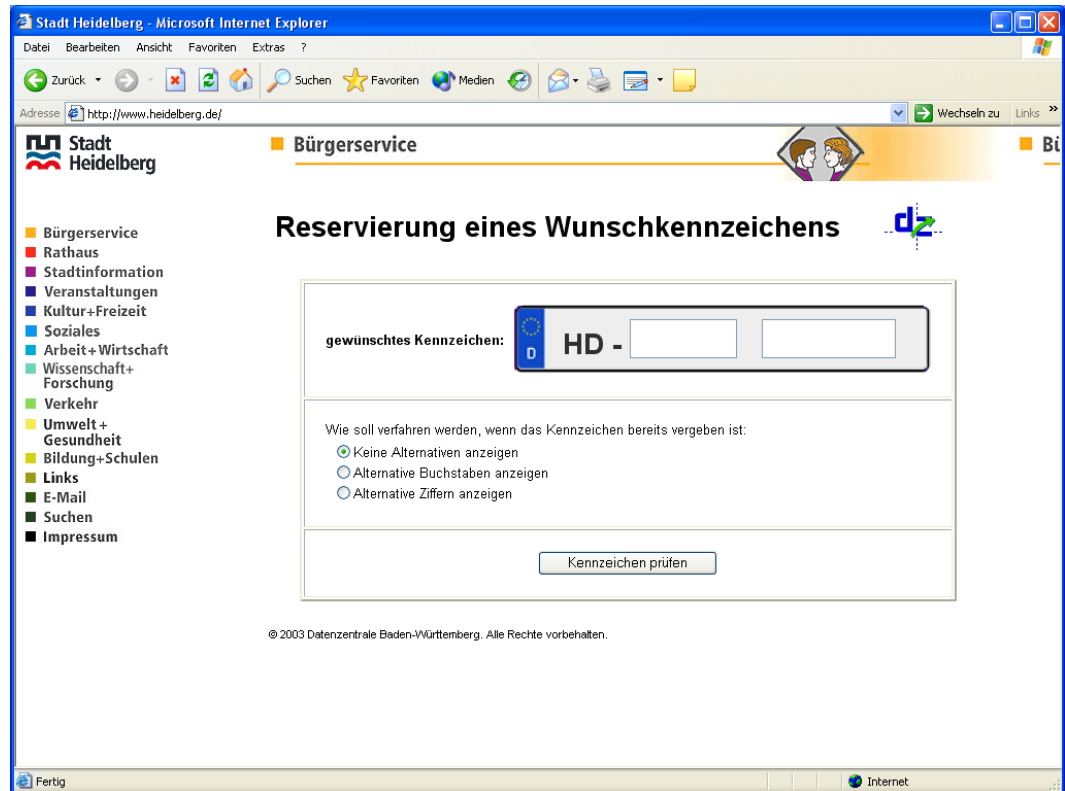 Stadt Heidelberg - Microsoft Internet Explorer
Datei Bearbeiten Ansicht Favoriten Extras ?
Zurück Suchen Favoriten Medien
Adresse http://www.heidelberg.de/ Wechseln zu Links »
Stadt
Heidelberg
Bürgerservice
Bü
Reservierung eines Wunschkennzeichens
dz
Bürgerservice
Rathaus
Stadtinformation
Veranstaltungen
Kultur+Freizeit
Soziales
Arbeit+Wirtschaft
Wissenschaft+
Forschung
Verkehr
Umwelt+
Gesundheit
Bildung+Schulen
Links
E-Mail
Suchen
Impressum
gewünschtes Kennzeichen: D HD -
Wie soll verfahren werden, wenn das Kennzeichen bereits vergeben ist:
Keine Alternativen anzeigen
Alternative Buchstaben anzeigen
Alternative Ziffern anzeigen
Kennzeichen prüfen
© 2003 Datenzentrale Baden-Württemberg. Alle Rechte vorbehalten.
Fertig Internet